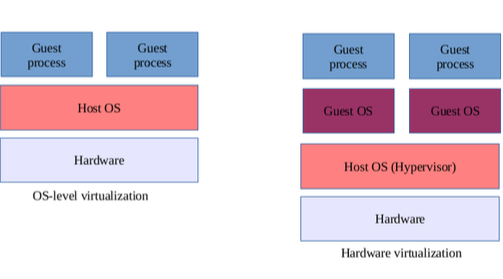 Guest
process
Guest
process
Host OS
Hardware
OS-level virtualization
Guest
process
Guest
process
Guest OS
Guest OS
Host OS (Hypervisor)
Hardware
Hardware virtualization